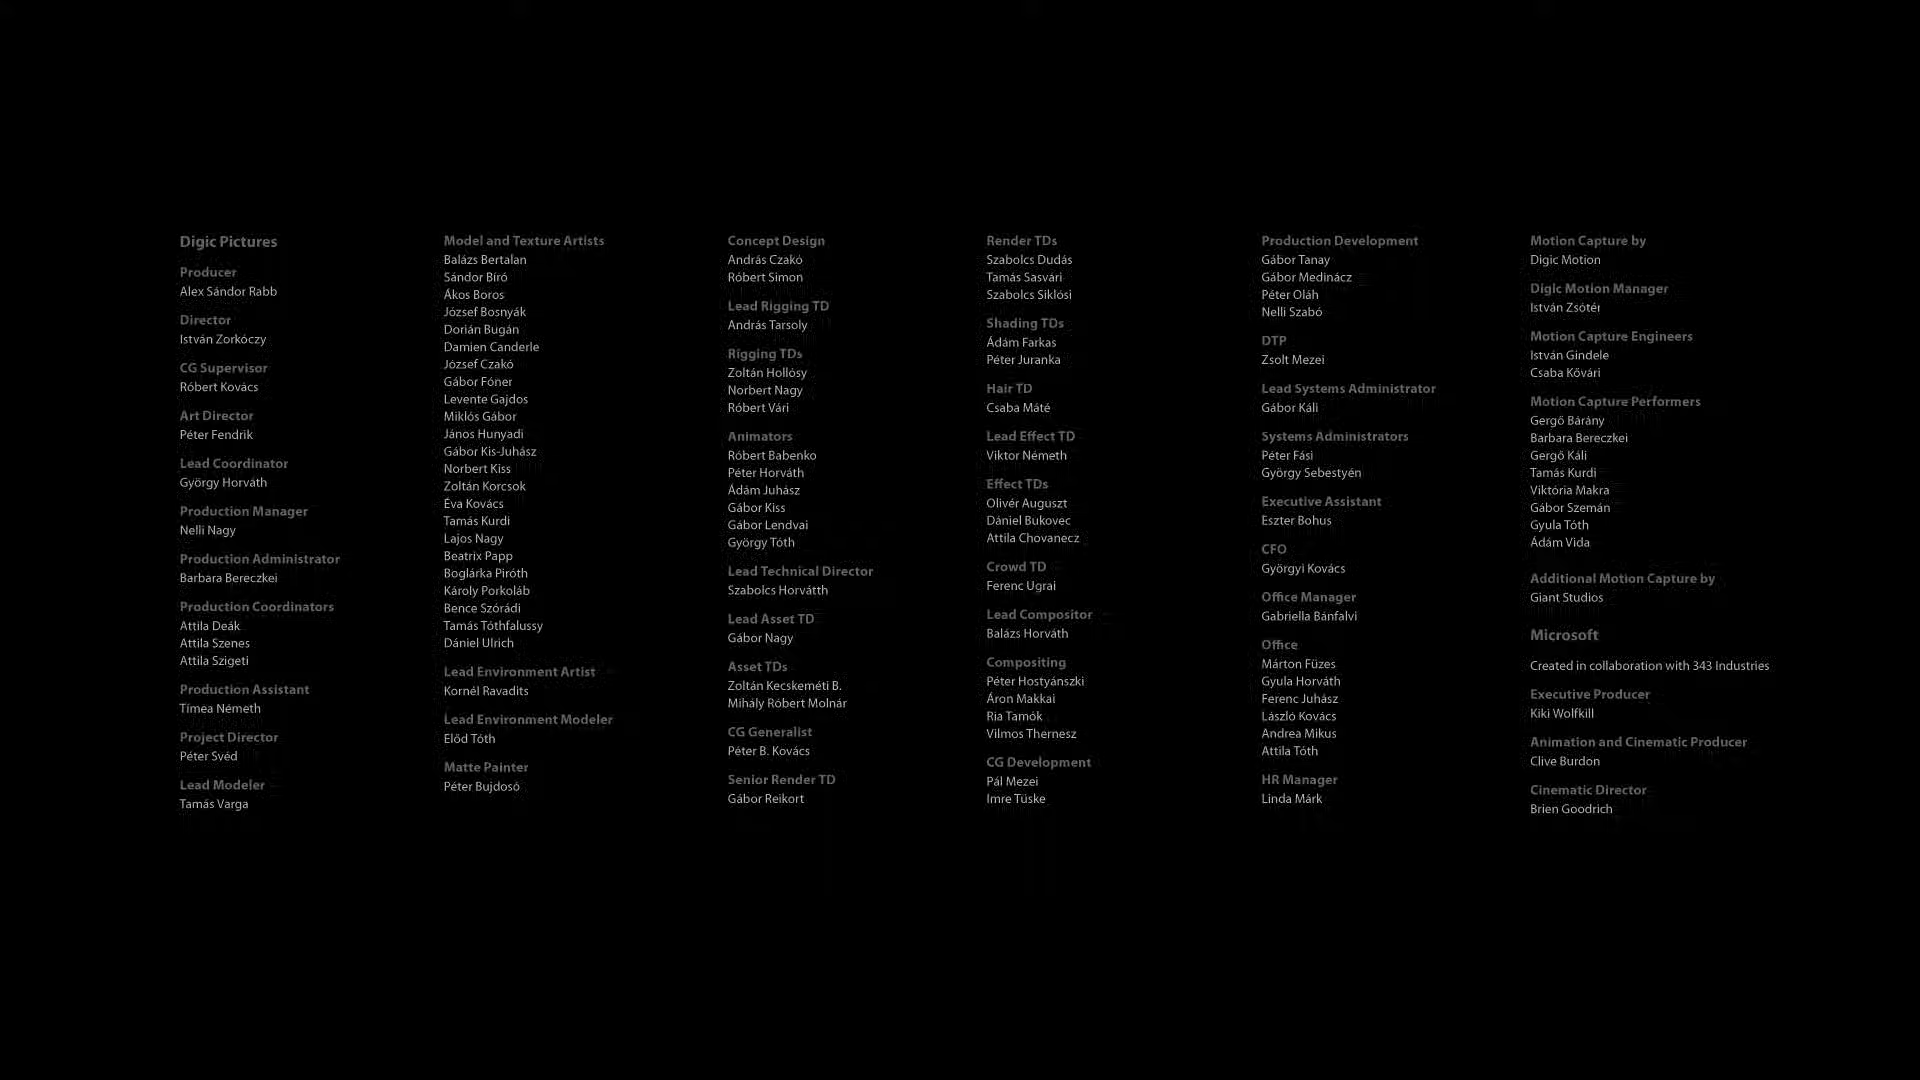 Digic Pictures
Producer
Alex Sándor Rabb
Director
István Zorkóczy
CG Supervisor
Róbert Kovács
Art Director
Péter Fendrik
Lead Coordinator
György Horváth
Production Manager
Nelli Nagy
Production Administrator
Barbara Bereczkei
Production Coordinators
Attila Deák
Attila Szenes
Attila Szigeti
Production Assistant
Tímea Németh
Project Director
Péter Svéd
Lead Modeler
Tamás Varga
Model and Texture Artists
Balázs Bertalan
Sándor Bíró
Ákos Boros
József Bosnyák
Dorián Bugán
Damien Canderle
József Czakó
Gábor Fóner
Levente Gajdos
Miklós Gábor
János Hunyadi
Gábor Kis-Juhász
Norbert Kiss
Zoltán Korcsok
Éva Kovács
Tamás Kurdi
Lajos Nagy
Beatrix Papp
Boglárka Piróth
Károly Porkoláb
Bence Szórádi
Tamás Tóthfalussy
Dániel Ulrich
Lead Environment Artist
Kornél Ravadits
Lead Environment Modeler
Előd Tóth
Matte Painter
Péter Bujdosó
Concept Design
András Czakó
Róbert Simon
Lead Rigging TD
András Tarsoly
Rigging TDs
Zoltán Hollósy
Norbert Nagy
Róbert Vári
Animators
Róbert Babenko
Péter Horváth
Ádám Juhász
Gábor Kiss
Gábor Lendvai
György Tóth
Lead Technical Director
Szabolcs Horvátth
Lead Asset TD
Gábor Nagy
Asset TDs
Zoltán Kecskeméti B.
Mihály Róbert Molnár
CG Generalist
Péter B. Kovács
Senior Render TD
Gábor Reikort
Render TDs
Szabolcs Dudás
Tamás Sasvári
Szabolcs Siklósi
Shading TDs
Ádám Farkas
Péter Juranka
Hair TD
Csaba Máté
Lead Effect TD
Viktor Németh
Effect TDs
Olivér Auguszt
Dániel Bukovec
Attila Chovanecz
Crowd TD
Ferenc Ugrai
Lead Compositor
Balázs Horváth
Compositing
Péter Hostyánszki
Áron Makkai
Ria Tamók
Vilmos Thernesz
CG Development
Pál Mezei
Imre Tüske
Production Development
Gábor Tanay
Gábor Medinácz
Péter Oláh
Nelli Szabó
DTP
Zsolt Mezei
Lead Systems Administrator
Gábor Káli
Systems Administrators
Péter Fási
György Sebestyén
Executive Assistant
Eszter Bohus
CFO
Györgyi Kovács
Office Manager
Gabriella Bánfalvi
Office
Márton Füzes
Gyula Horváth
Ferenc Juhász
László Kovács
Andrea Mikus
Attila Tóth
HR Manager
Linda Márk
Motion Capture by
Digic Motion
Digic Motion Manager
István Zsótér
Motion Capture Engineers
István Gindele
Csaba Kővári
Motion Capture Performers
Gergő Bárány
Barbara Bereczkei
Gergő Káli
Tamás Kurdi
Viktória Makra
Gábor Szemán
Gyula Tóth
Ádám Vida
Additional Motion Capture by
Giant Studios
Microsoft
Created in collaboration with 343 Industries
Executive Producer
Kiki Wolfkill
Animation and Cinematic Producer
Clive Burdon
Cinematic Director
Brien Goodrich